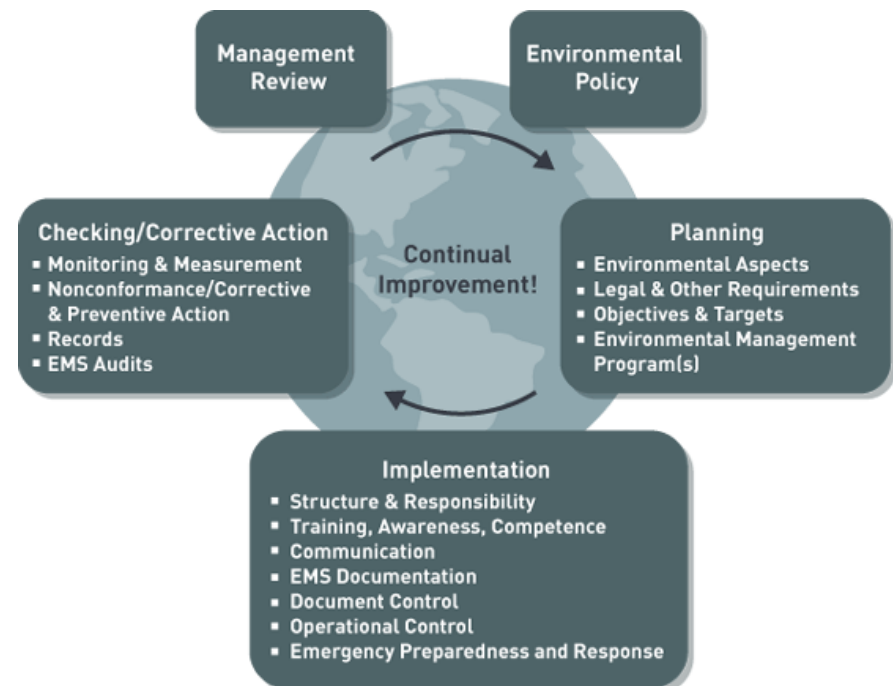 Management
Review
Environmental
Policy
Checking/Corrective Action
▪ Monitoring & Measurement
▪ Nonconformance/Corrective
& Preventive Action
▪ Records
▪ EMS Audits
Continual
Improvement!
Planning
▪ Environmental Aspects
▪ Legal & Other Requirements
▪ Objectives & Targets
▪ Environmental Management
Program(s)
Implementation
▪ Structure & Responsibility
▪ Training, Awareness, Competence
▪ Communication
▪ EMS Documentation
▪ Document Control
▪ Operational Control
▪ Emergency Preparedness and Response